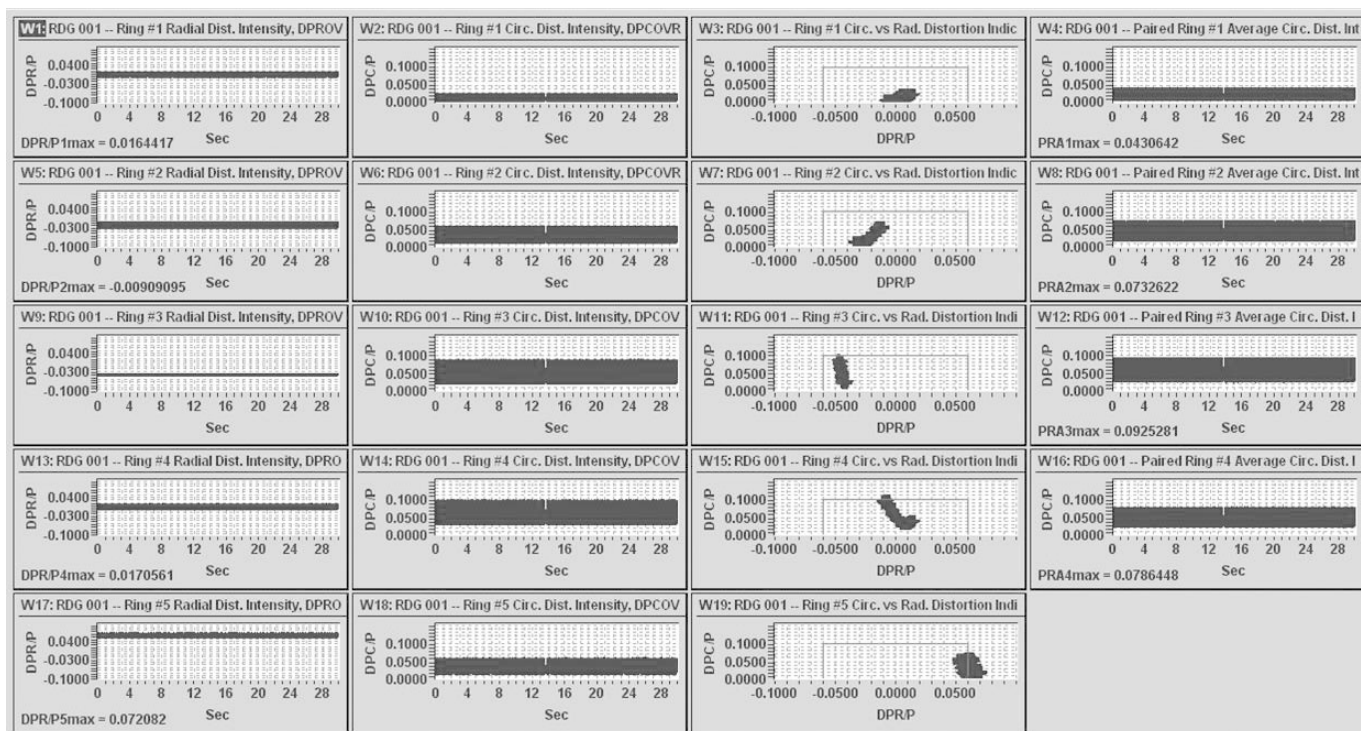 W1: RDG 001 -- Ring #1 Radial Dist. Intensity, DPROV
DPR/P
0.0400
-0.0300
-0.1000
0 4 8 12 16 20 24 28
Sec
DPR/P1max = 0.0164417
W2: RDG 001 -- Ring #1 Circ. Dist. Intensity, DPCOVR
DPC/P
0.1000
0.0500
0.0000
0 4 8 12 16 20 24 28
Sec
W3: RDG 001 -- Ring #1 Circ. vs Rad. Distortion Indic
DPC/P
0.1000
0.0500
0.0000
-0.1000 -0.0500 0.0000 0.0500
DPR/P
W4: RDG 001 -- Paired Ring #1 Average Circ. Dist. Int
DPC/P
0.1000
0.0500
0.0000
0 4 8 12 16 20 24 28
Sec
PRA1max = 0.0430642
W5: RDG 001 -- Ring #2 Radial Dist. Intensity, DPROV
DPR/P
0.0400
-0.0300
-0.1000
0 4 8 12 16 20 24 28
Sec
DPR/P2max = -0.00909095
W6: RDG 001 -- Ring #2 Circ. Dist. Intensity, DPCOVR
DPC/P
0.1000
0.0500
0.0000
0 4 8 12 16 20 24 28
Sec
W7: RDG 001 -- Ring #2 Circ. vs Rad. Distortion Indic
DPC/P
0.1000
0.0500
0.0000
-0.1000 -0.0500 0.0000 0.0500
DPR/P
W8: RDG 001 -- Paired Ring #2 Average Circ. Dist. Int
DPC/P
0.1000
0.0500
0.0000
0 4 8 12 16 20 24 28
Sec
PRA2max = 0.0732622
W9: RDG 001 -- Ring #3 Radial Dist. Intensity, DPROV
DPR/P
0.0400
-0.0300
-0.1000
0 4 8 12 16 20 24 28
Sec
W10: RDG 001 -- Ring #3 Circ. Dist. Intensity, DPCOV
DPC/P
0.1000
0.0500
0.0000
0 4 8 12 16 20 24 28
Sec
W11: RDG 001 -- Ring #3 Circ. vs Rad. Distortion Indi
DPC/P
0.1000
0.0500
0.0000
-0.1000 -0.0500 0.0000 0.0500
DPR/P
W12: RDG 001 -- Paired Ring #3 Average Circ. Dist. I
DPC/P
0.1000
0.0500
0.0000
0 4 8 12 16 20 24 28
Sec
PRA3max = 0.0925281
W13: RDG 001 -- Ring #4 Radial Dist. Intensity, DPRO
DPR/P
0.0400
-0.0300
-0.1000
0 4 8 12 16 20 24 28
Sec
DPR/P4max = 0.0170561
W14: RDG 001 -- Ring #4 Circ. Dist. Intensity, DPCOV
DPC/P
0.1000
0.0500
0.0000
0 4 8 12 16 20 24 28
Sec
W15: RDG 001 -- Ring #4 Circ. vs Rad. Distortion Indi
DPC/P
0.1000
0.0500
0.0000
-0.1000 -0.0500 0.0000 0.0500
DPR/P
W16: RDG 001 -- Paired Ring #4 Average Circ. Dist. I
DPC/P
0.1000
0.0500
0.0000
0 4 8 12 16 20 24 28
Sec
PRA4max = 0.0786448
W17: RDG 001 -- Ring #5 Radial Dist. Intensity, DPRO
DPR/P
0.0400
-0.0300
-0.1000
0 4 8 12 16 20 24 28
Sec
DPR/P5max = 0.072082
W18: RDG 001 -- Ring #5 Circ. Dist. Intensity, DPCOV
DPC/P
0.1000
0.0500
0.0000
0 4 8 12 16 20 24 28
Sec
W19: RDG 001 -- Ring #5 Circ. vs Rad. Distortion Indi
DPC/P
0.1000
0.0500
0.0000
-0.1000 -0.0500 0.0000 0.0500
DPR/P